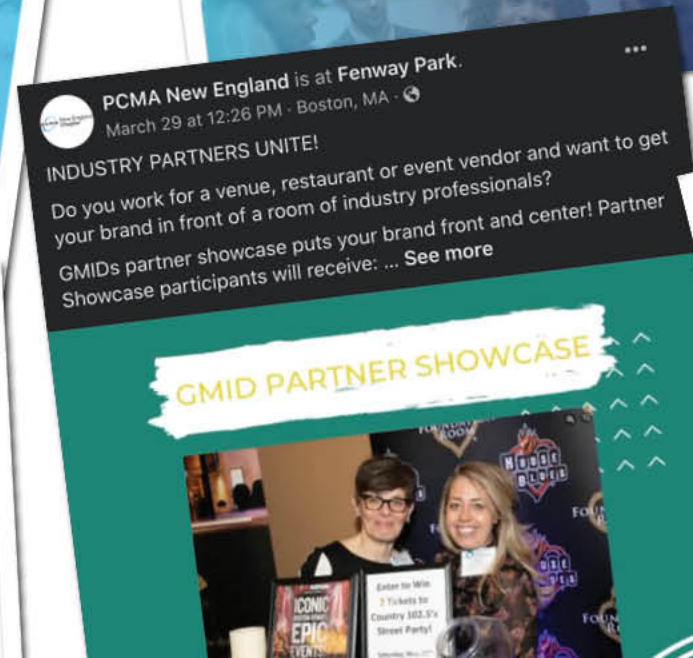 PCMA New England is at Fenway Park.
March 29 at 12:26 PM · Boston, MA ·
INDUSTRY PARTNERS UNITE!
Do you work for a venue, restaurant or event vendor and want to get
your brand in front of a room of industry professionals?
GMIDs partner showcase puts your brand front and center! Partner
Showcase participants will receive: ... See more
GMID PARTNER SHOWCASE
FOUNDRY
ROOM
HOUSE
BLUES
ICONIC
EPIC
EVENTS
Enter to Win
2 Tickets to
Country 102.5's
Street Party!